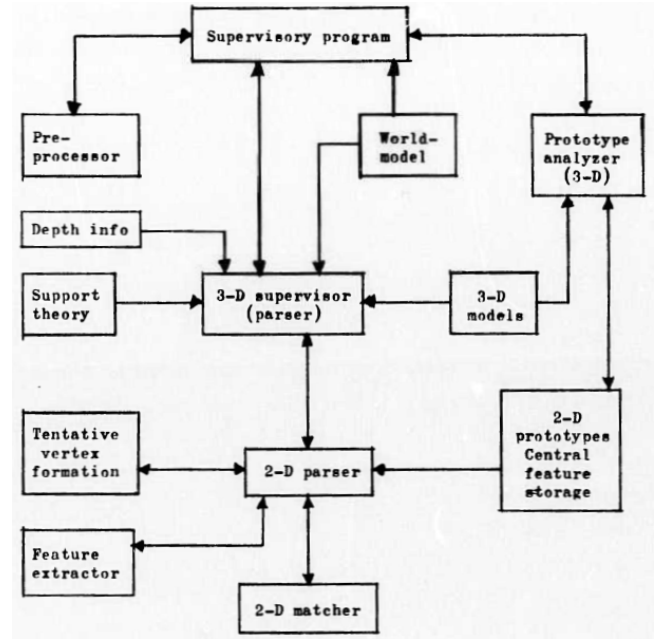 Supervisory program
Pre-
processor
World-
model
Prototype
analyzer
(3-D)
Depth info
Support
theory
3-D supervisor
(parser)
3-D
models
Tentative
vertex
formation
2-D parser
2-D
prototypes
Central
feature
storage
Feature
extractor
2-D matcher